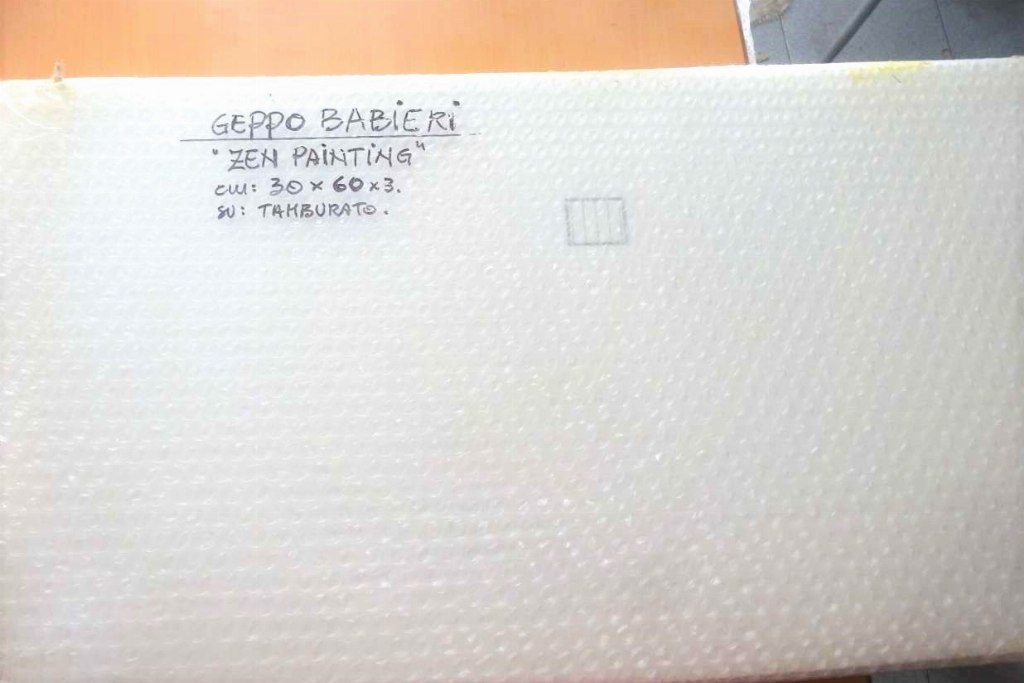 GEPPO BABiERi
"ZEN PAiNTiNG"
cm: 30 x 60 x 3.
su: TAMBURATO.